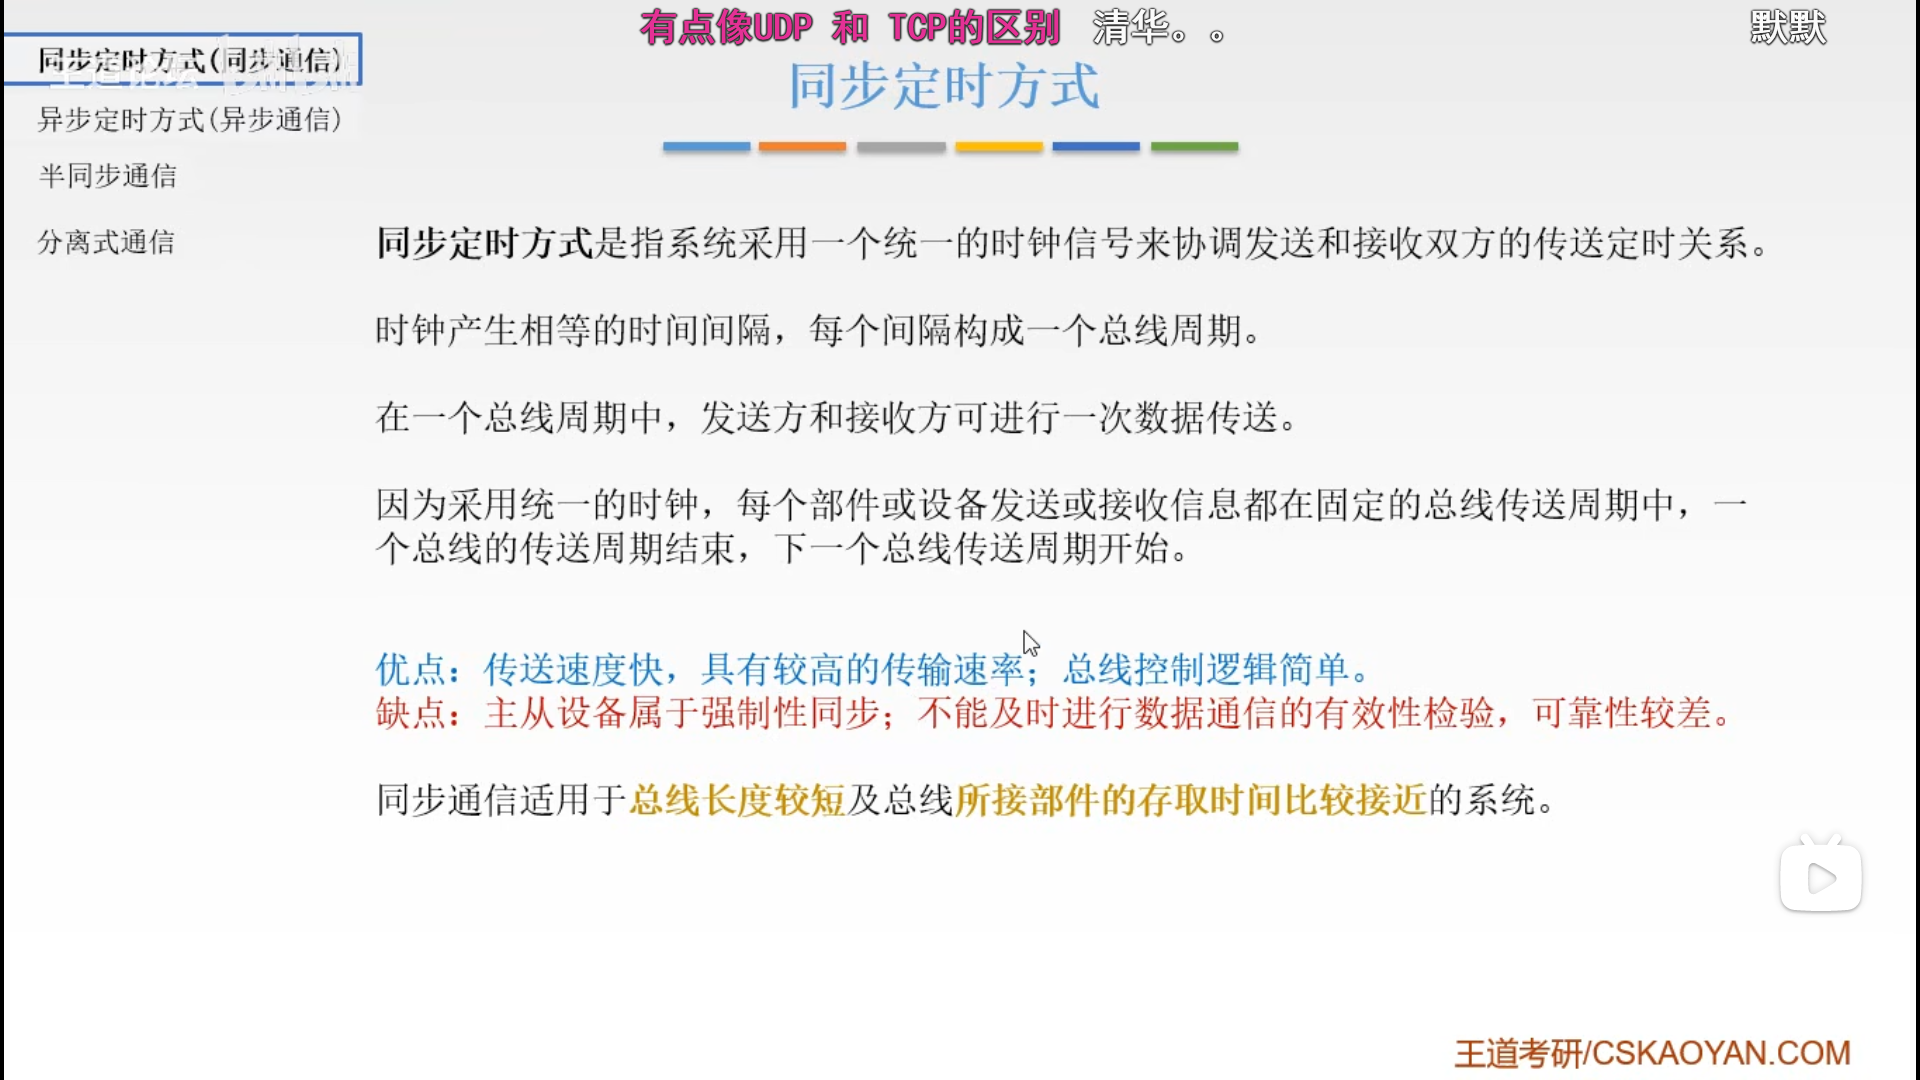 有点像UDP 和 TCP的区别
清华。。
默默
同步定时方式(同步通信)
异步定时方式(异步通信)
半同步通信
分离式通信
同步定时方式
同步定时方式是指系统采用一个统一的时钟信号来协调发送和接收双方的传送定时关系。
时钟产生相等的时间间隔，每个间隔构成一个总线周期。
在一个总线周期中，发送方和接收方可进行一次数据传送。
因为采用统一的时钟，每个部件或设备发送或接收信息都在固定的总线传送周期中，一
个总线的传送周期结束，下一个总线传送周期开始。
优点：传送速度快，具有较高的传输速率；总线控制逻辑简单。
缺点：主从设备属于强制性同步；不能及时进行数据通信的有效性检验，可靠性较差。
同步通信适用于总线长度较短及总线所接部件的存取时间比较接近的系统。
王道考研/CSKAOYAN.COM